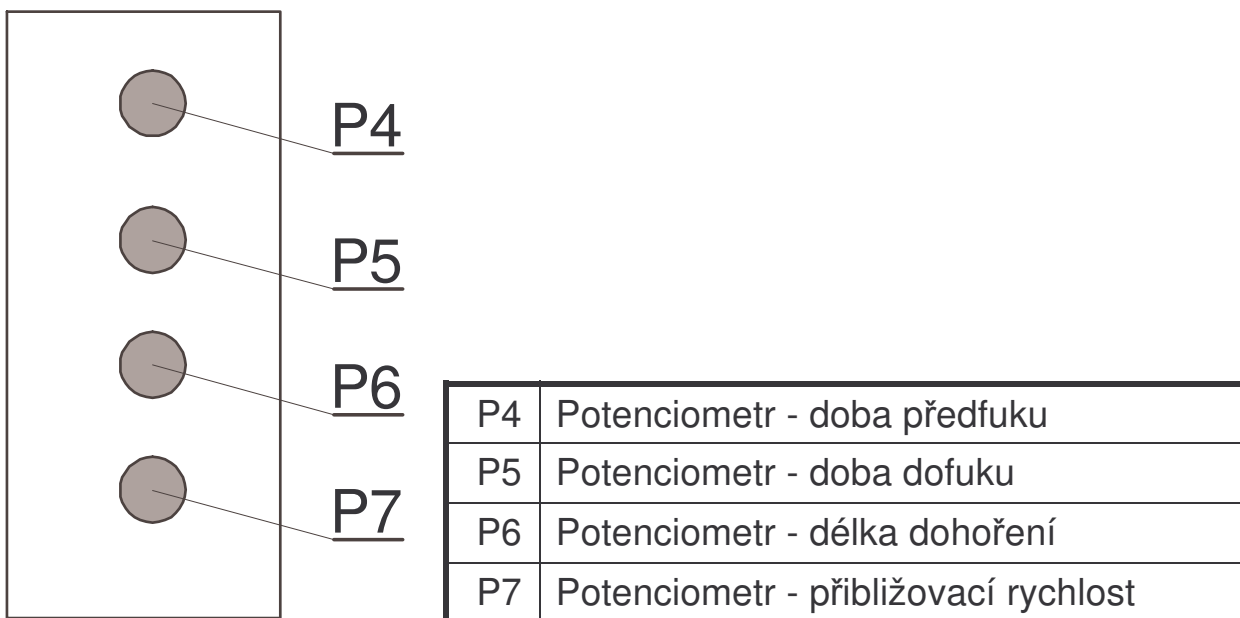 P4
P5
P6
P7
P4 Potenciometr - doba předfuku
P5 Potenciometr - doba dofuku
P6 Potenciometr - délka dohoření
P7 Potenciometr - přibližovací rychlost